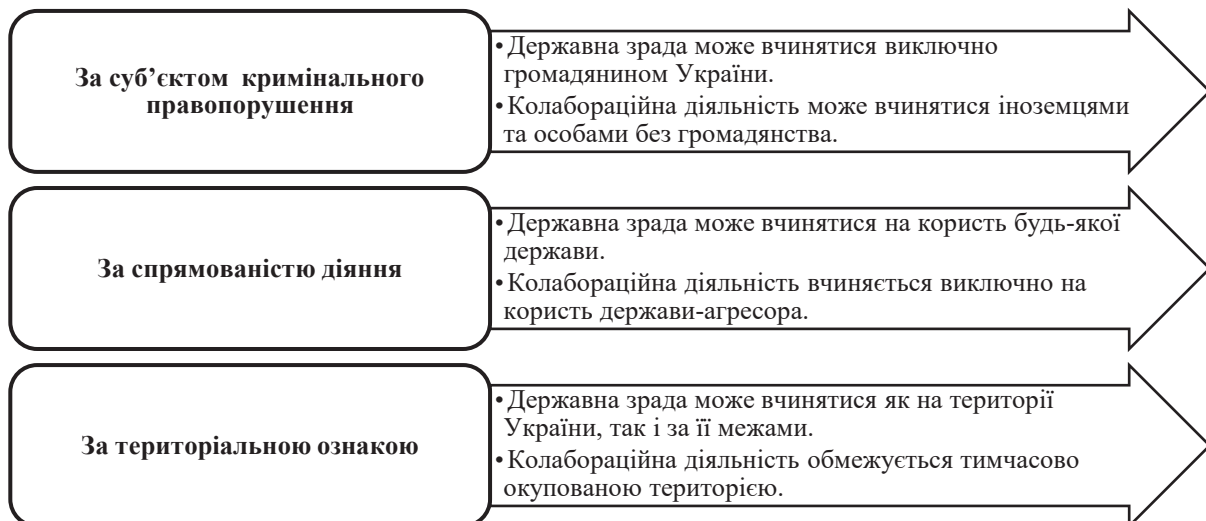 За суб’єктом кримінального
правопорушення
• Державна зрада може вчинятися виключно
громадянином України.
• Колабораційна діяльність може вчинятися іноземцями
та особами без громадянства.
За спрямованістю діяння
• Державна зрада може вчинятися на користь будь-якої
держави.
• Колабораційна діяльність вчиняється виключно на
користь держави-агресора.
За територіальною ознакою
• Державна зрада може вчинятися як на території
України, так і за її межами.
• Колабораційна діяльність обмежується тимчасово
окупованою територією.